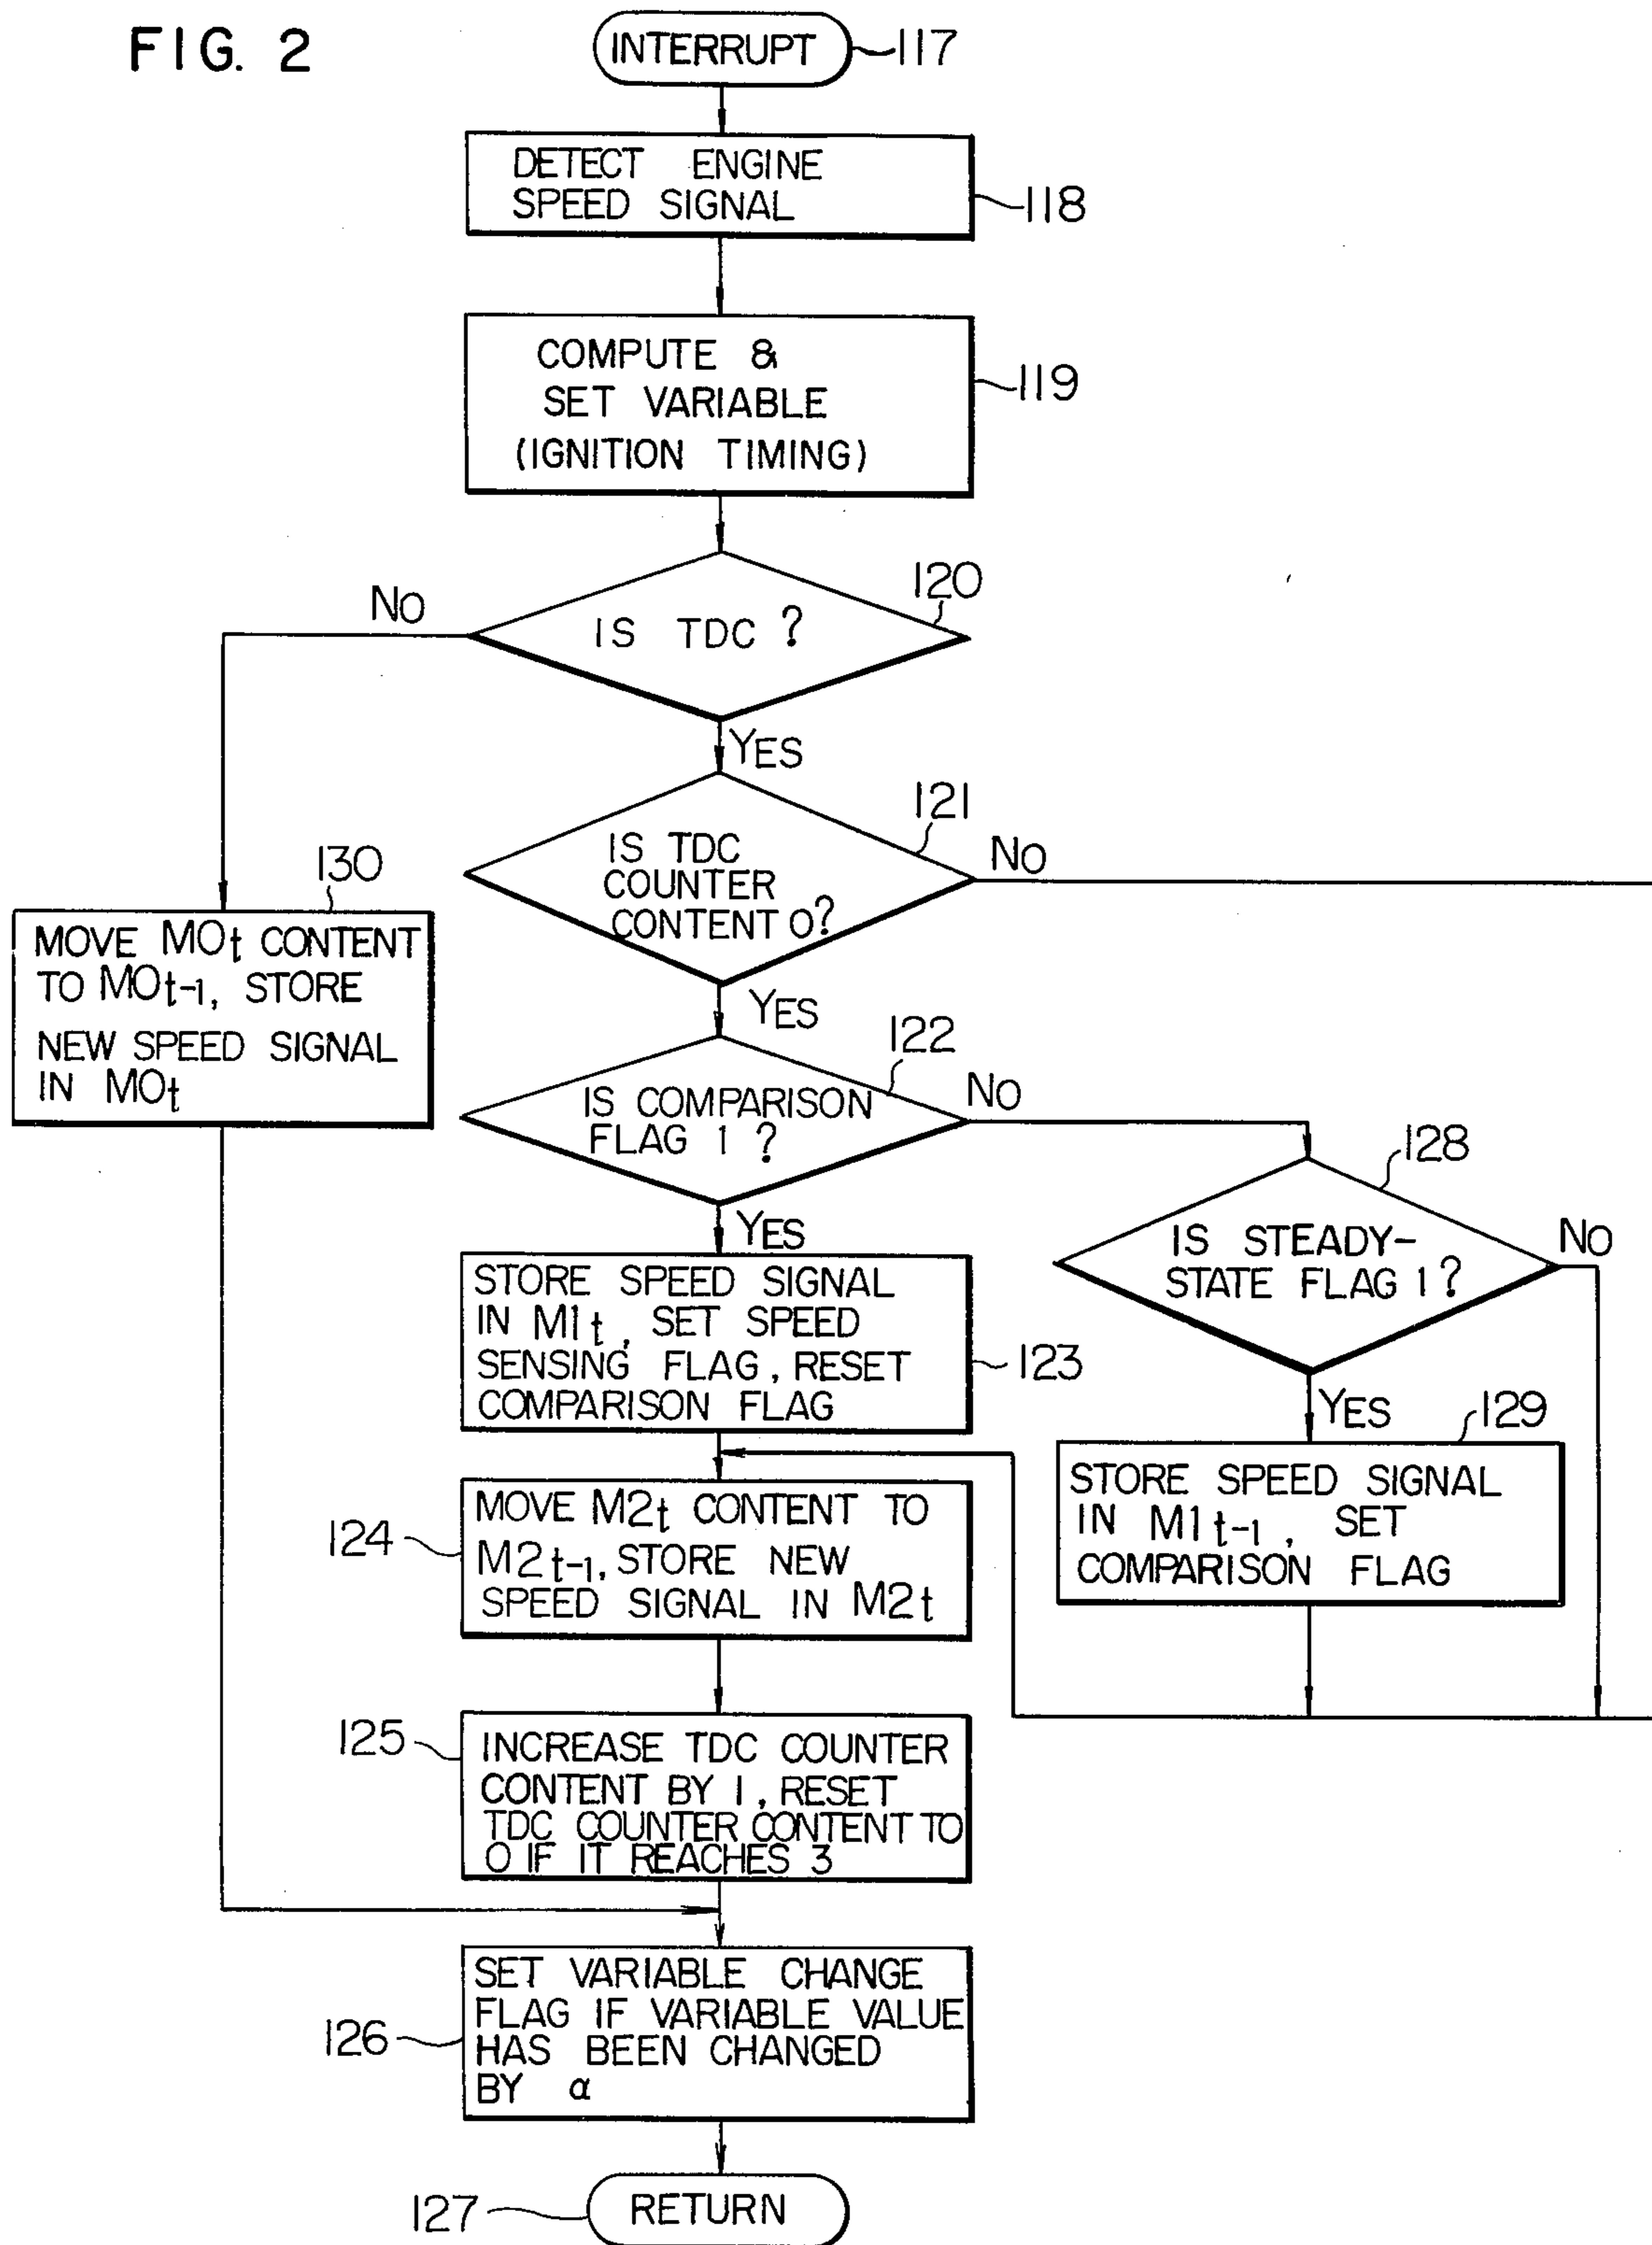 FIG. 2
INTERRUPT
117
DETECT ENGINE
SPEED SIGNAL
118
COMPUTE &
SET VARIABLE
(IGNITION TIMING)
119
120
NO
IS TDC ?
YES
121
IS TDC
COUNTER
CONTENT 0?
NO
130
MOVE M0t CONTENT
TO M0t-1, STORE
NEW SPEED SIGNAL
IN M0t
YES
122
IS COMPARISON
FLAG 1 ?
NO
128
IS STEADY-
STATE FLAG 1 ?
NO
YES
STORE SPEED SIGNAL
IN M1t, SET SPEED
SENSING FLAG, RESET
COMPARISON FLAG
123
YES
129
STORE SPEED SIGNAL
IN M1t-1, SET
COMPARISON FLAG
124
MOVE M2t CONTENT TO
M2t-1, STORE NEW
SPEED SIGNAL IN M2t
125
INCREASE TDC COUNTER
CONTENT BY 1, RESET
TDC COUNTER CONTENT TO
0 IF IT REACHES 3
126
SET VARIABLE CHANGE
FLAG IF VARIABLE VALUE
HAS BEEN CHANGED
BY α
127
RETURN